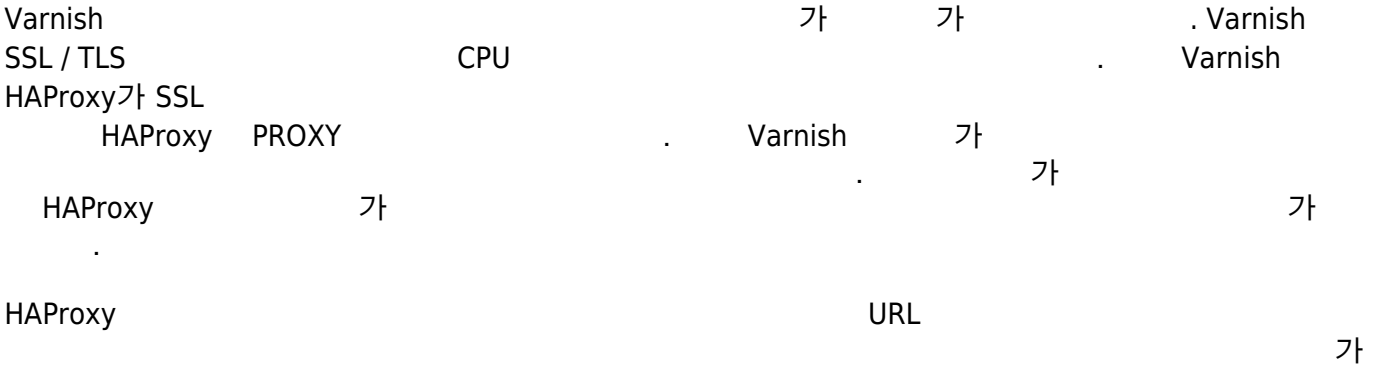 Varnish 가 가 . Varnish
SSL / TLS CPU . Varnish
HAProxy가 SSL
HAProxy PROXY . Varnish 가
. 가
HAProxy 가 가
.
HAProxy URL
가